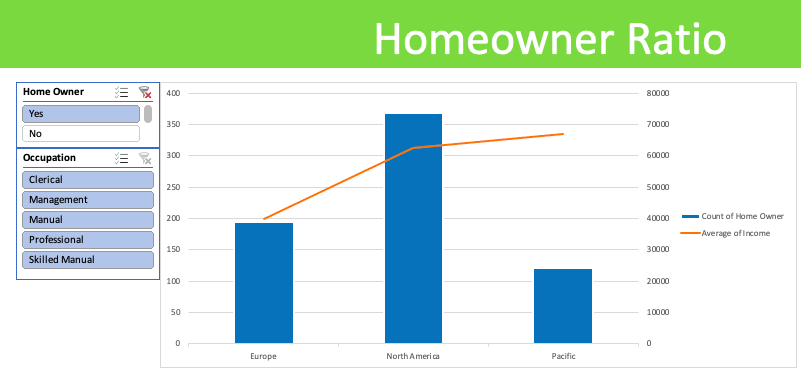 Homeowner Ratio
Home Owner
Yes
No
Occupation
Clerical
Management
Manual
Professional
Skilled Manual
400
350
300
250
200
150
100
50
0
80000
70000
60000
50000
40000
30000
20000
10000
0
Europe
North America
Pacific
Count of Home Owner
Average of Income